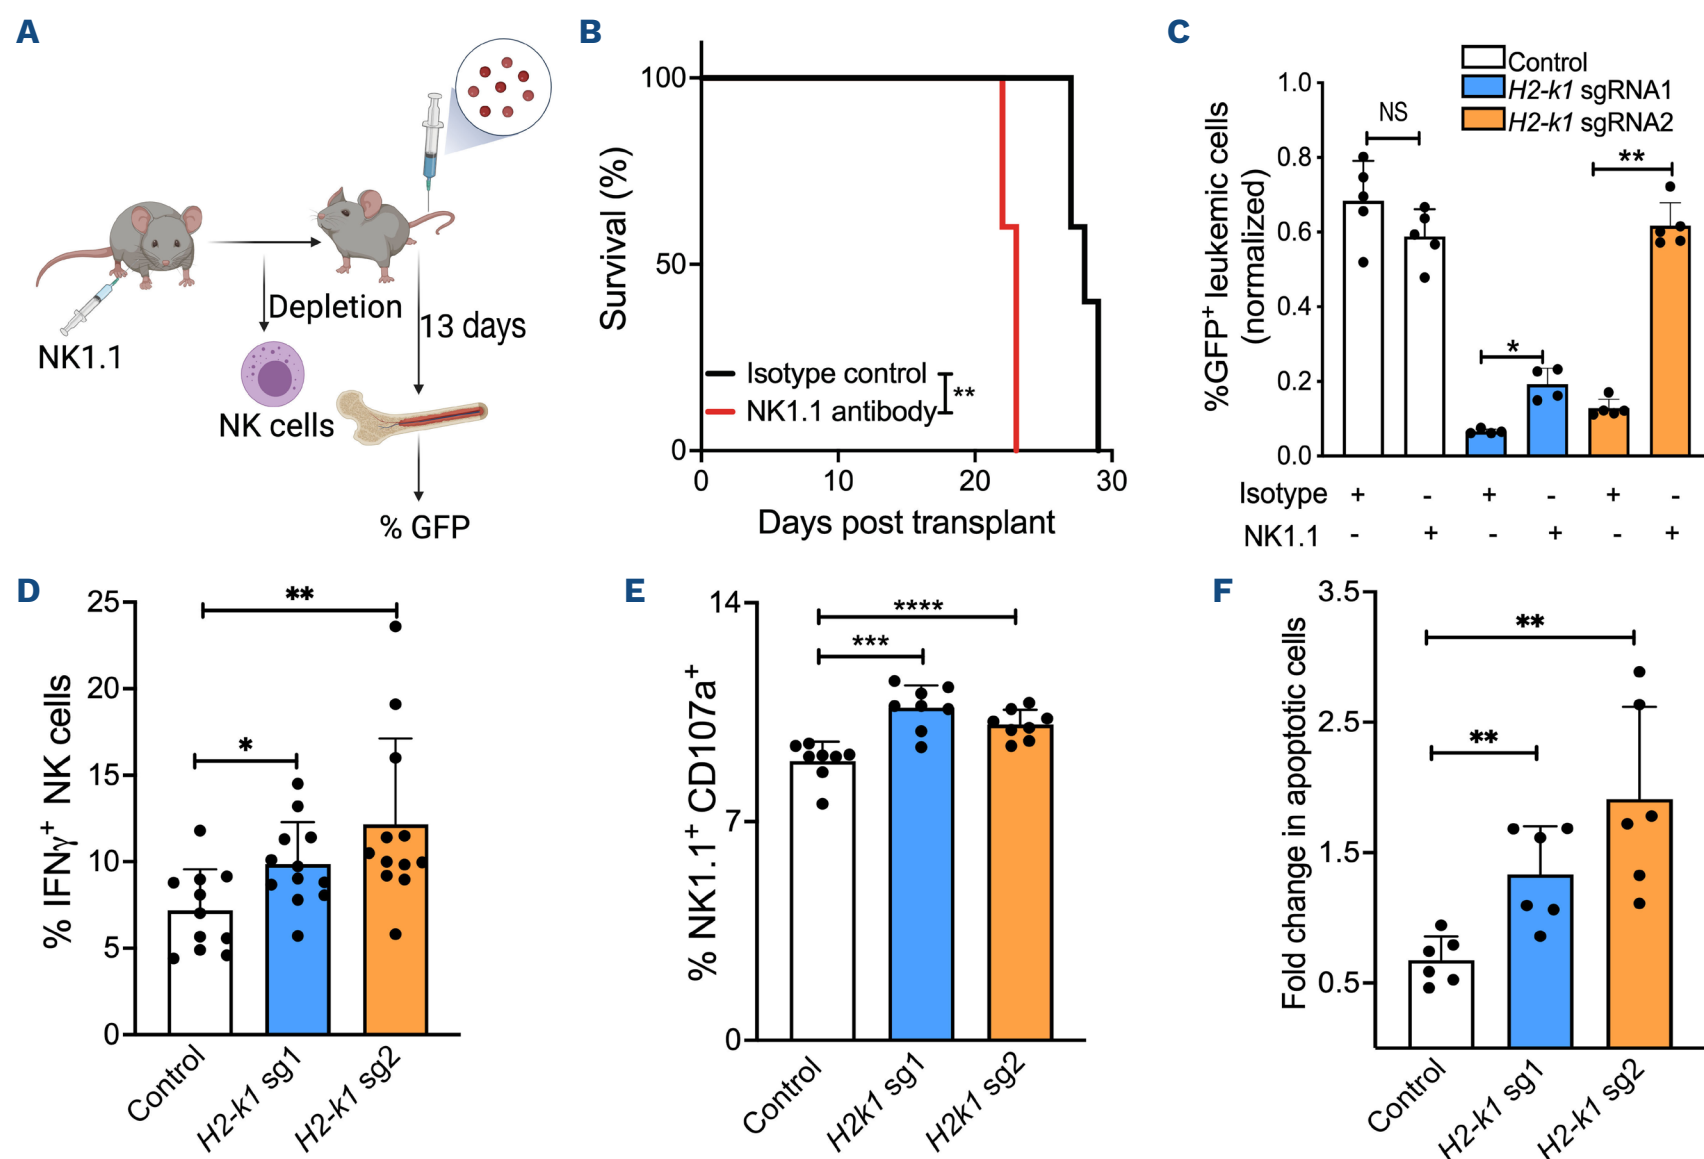 A
NK1.1
Depletion
NK cells
13 days
% GFP
B
Survival (%)
100
50
0
Isotype control
NK1.1 antibody
**
0 10 20 30
Days post transplant
C
Control
H2-k1 sgRNA1
H2-k1 sgRNA2
%GFP+ leukemic cells
(normalized)
1.0
0.8
0.6
0.4
0.2
0.0
NS
*
**
Isotype + - + - + -
NK1.1 - + - + - +
D
% IFNγ+ NK cells
25
20
15
10
5
0
**
*
Control
H2-k1 sg1
H2-k1 sg2
E
% NK1.1+ CD107a+
14
7
0
****
***
Control
H2k1 sg1
H2k1 sg2
F
Fold change in apoptotic cells
3.5
2.5
1.5
0.5
**
**
Control
H2-k1 sg1
H2-k1 sg2